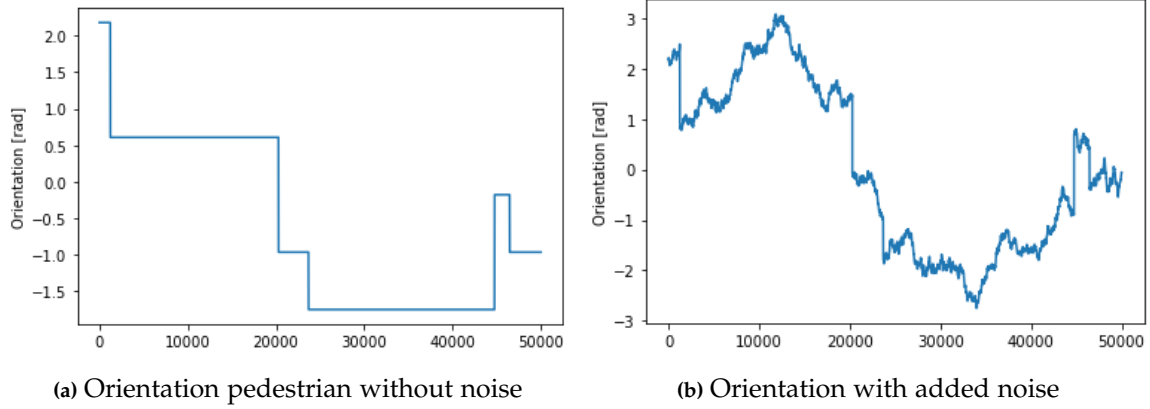 2.0
1.5
1.0
0.5
0.0
−0.5
−1.0
−1.5
Orientation [rad]
0 10000 20000 30000 40000 50000
(a) Orientation pedestrian without noise
3
2
1
0
−1
−2
−3
Orientation [rad]
0 10000 20000 30000 40000 50000
(b) Orientation with added noise